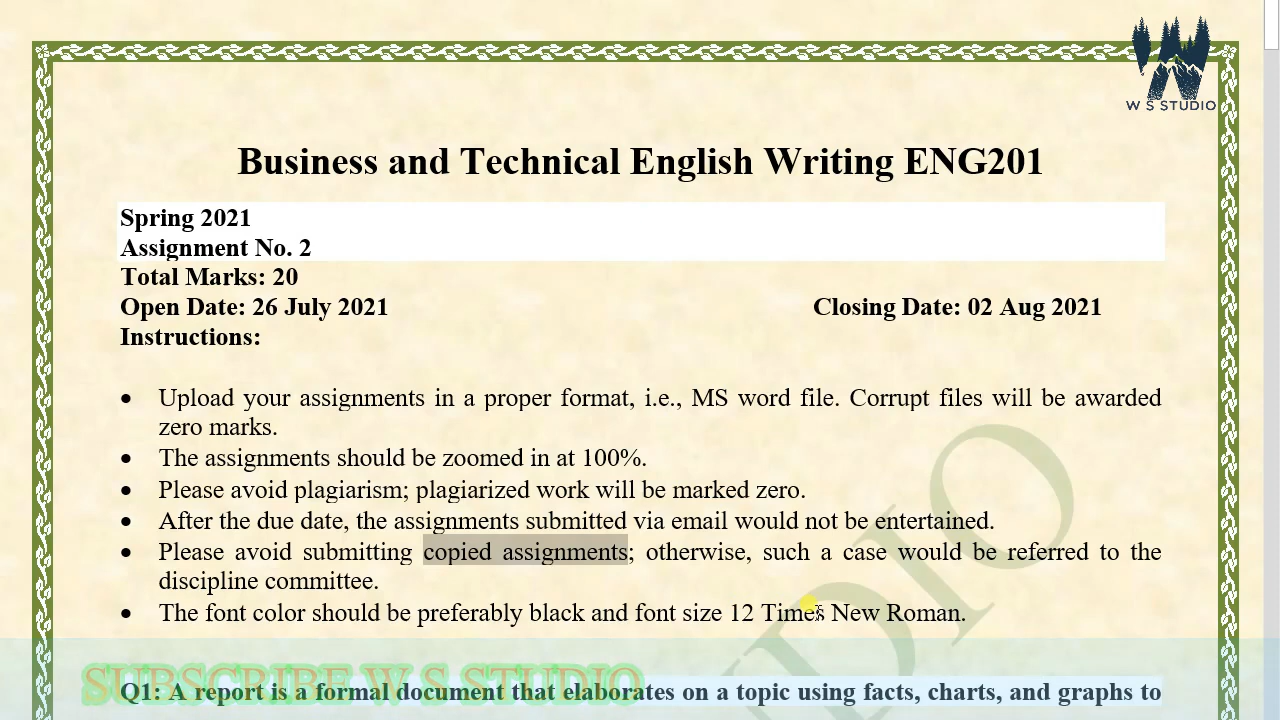 W S STUDIO
Business and Technical English Writing ENG201
Spring 2021
Assignment No. 2
Total Marks: 20
Open Date: 26 July 2021 Closing Date: 02 Aug 2021
Instructions:
• Upload your assignments in a proper format, i.e., MS word file. Corrupt files will be awarded
zero marks.
• The assignments should be zoomed in at 100%.
• Please avoid plagiarism; plagiarized work will be marked zero.
• After the due date, the assignments submitted via email would not be entertained.
• Please avoid submitting copied assignments; otherwise, such a case would be referred to the
discipline committee.
• The font color should be preferably black and font size 12 Times New Roman.
UDIO
SUBSCRIBE W S STUDIO
Q1: A report is a formal document that elaborates on a topic using facts, charts, and graphs to